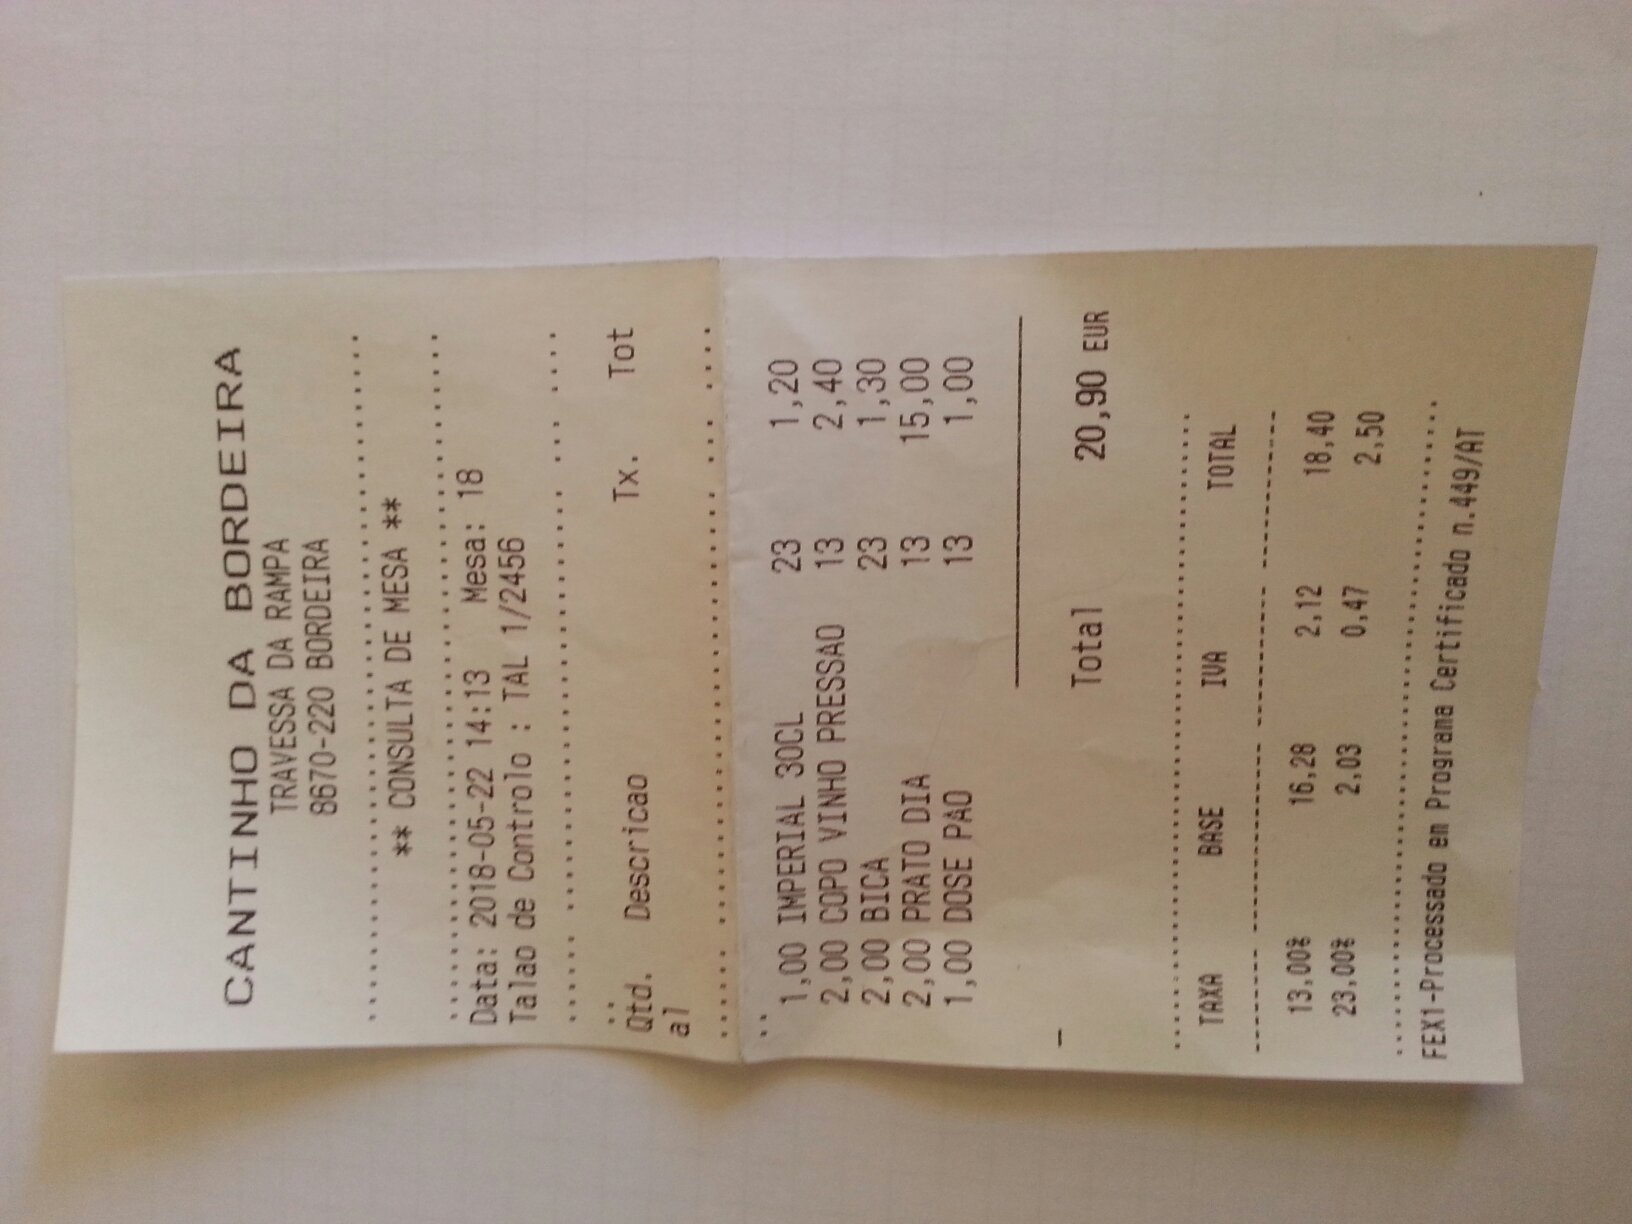 CANTINHO DA BORDEIRA
TRAVESSA DA RAMPA
8670-220 BORDEIRA
** CONSULTA DE MESA **
Data: 2018-05-22 14:13 Mesa: 18
Talao de Controlo : TAL 1/2456
Qtd. Descricao Tx. Tot
al
1,00 IMPERIAL 30CL 23 1,20
2,00 COPO VINHO PRESSAO 13 2,40
2,00 BICA 23 1,30
2,00 PRATO DIA 13 15,00
1,00 DOSE PAO 13 1,00
Total 20,90 EUR
TAXA BASE IVA TOTAL
13,00% 16,28 2,12 18,40
23,00% 2,03 0,47 2,50
FEX1-Processado em Programa Certificado n.449/AT